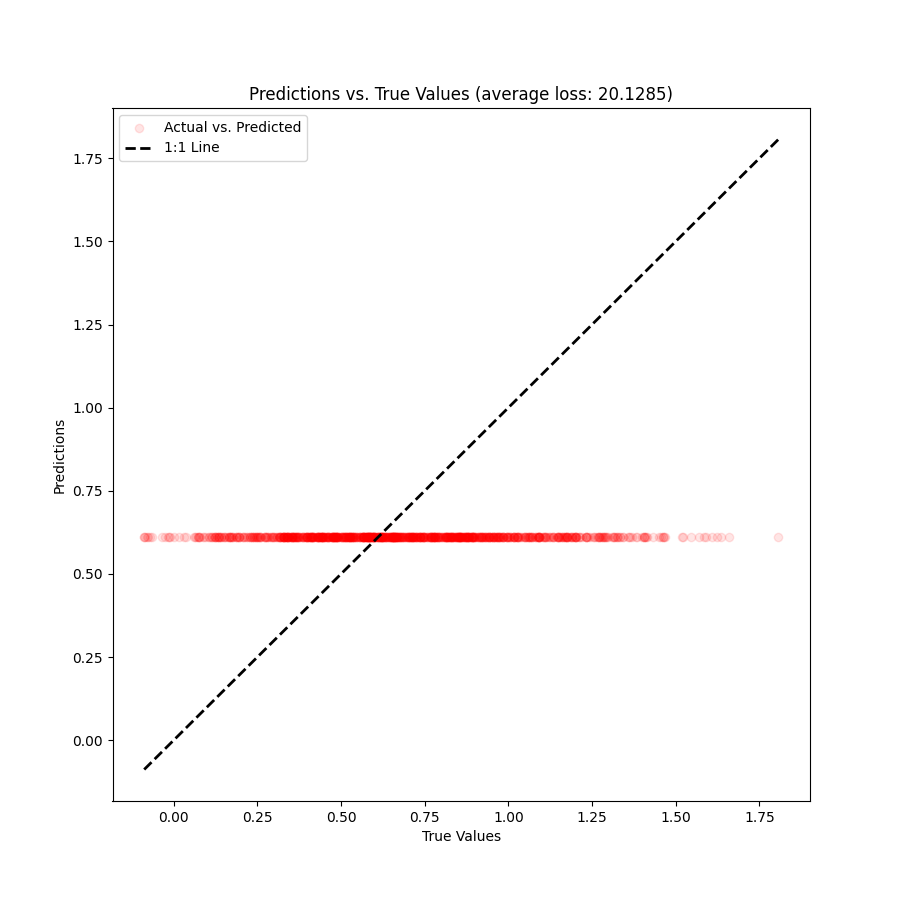 Predictions vs. True Values (average loss: 20.1285)
Actual vs. Predicted
1:1 Line
1.75
1.50
1.25
1.00
0.75
0.50
0.25
0.00
Predictions
0.00 0.25 0.50 0.75 1.00 1.25 1.50 1.75
True Values